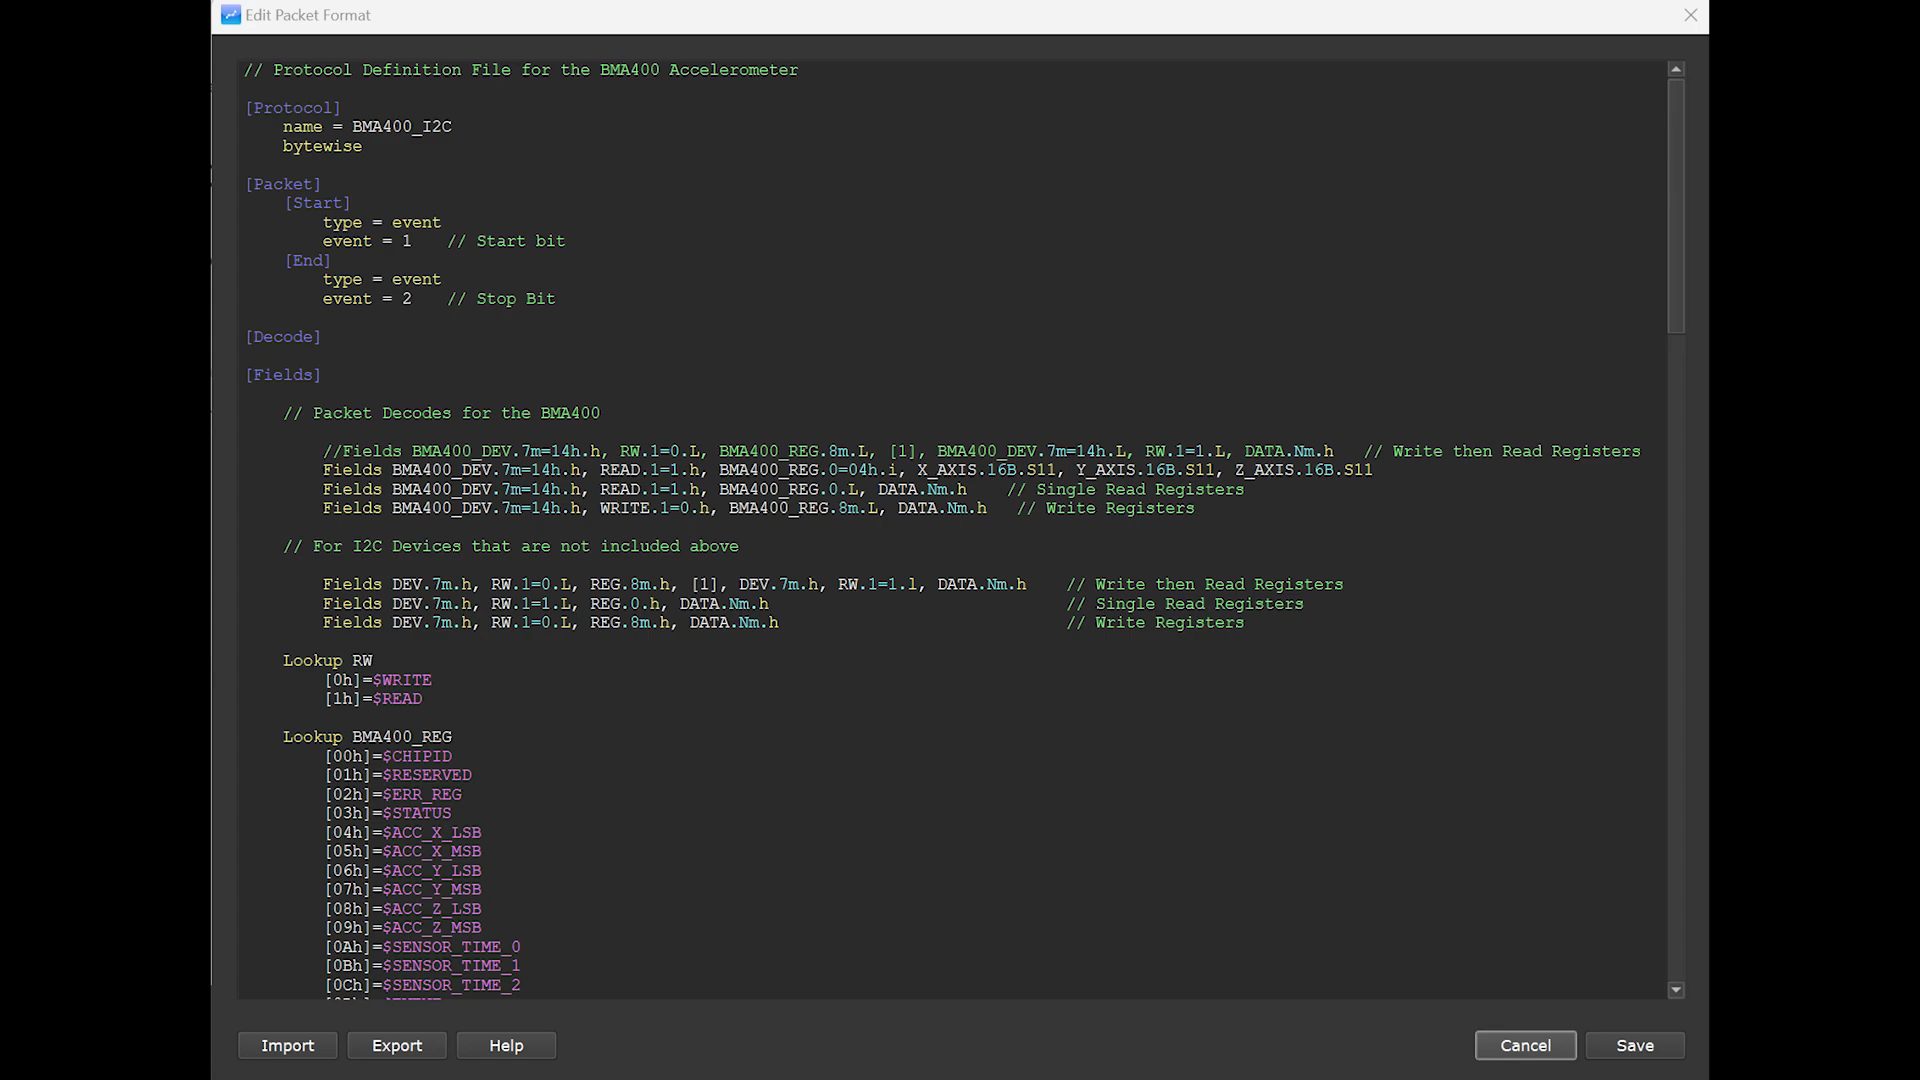 Edit Packet Format
// Protocol Definition File for the BMA400 Accelerometer
[Protocol]
name = BMA400_I2C
bytewise
[Packet]
[Start]
type = event
event = 1 // Start bit
[End]
type = event
event = 2 // Stop Bit
[Decode]
[Fields]
// Packet Decodes for the BMA400
//Fields BMA400_DEV.7m=14h.h, RW.1=0.L, BMA400_REG.8m.L, [1], BMA400_DEV.7m=14h.L, RW.1=1.L, DATA.Nm.h // Write then Read Registers
Fields BMA400_DEV.7m=14h.h, READ.1=1.h, BMA400_REG.0=04h.i, X_AXIS.16B.S11, Y_AXIS.16B.S11, Z_AXIS.16B.S11
Fields BMA400_DEV.7m=14h.h, READ.1=1.h, BMA400_REG.0.L, DATA.Nm.h // Single Read Registers
Fields BMA400_DEV.7m=14h.h, WRITE.1=0.h, BMA400_REG.8m.L, DATA.Nm.h // Write Registers
// For I2C Devices that are not included above
Fields DEV.7m.h, RW.1=0.L, REG.8m.h, [1], DEV.7m.h, RW.1=1.l, DATA.Nm.h // Write then Read Registers
Fields DEV.7m.h, RW.1=1.L, REG.0.h, DATA.Nm.h // Single Read Registers
Fields DEV.7m.h, RW.1=0.L, REG.8m.h, DATA.Nm.h // Write Registers
Lookup RW
[0h]=$WRITE
[1h]=$READ
Lookup BMA400_REG
[00h]=$CHIPID
[01h]=$RESERVED
[02h]=$ERR_REG
[03h]=$STATUS
[04h]=$ACC_X_LSB
[05h]=$ACC_X_MSB
[06h]=$ACC_Y_LSB
[07h]=$ACC_Y_MSB
[08h]=$ACC_Z_LSB
[09h]=$ACC_Z_MSB
[0Ah]=$SENSOR_TIME_0
[0Bh]=$SENSOR_TIME_1
[0Ch]=$SENSOR_TIME_2
Import Export Help Cancel Save